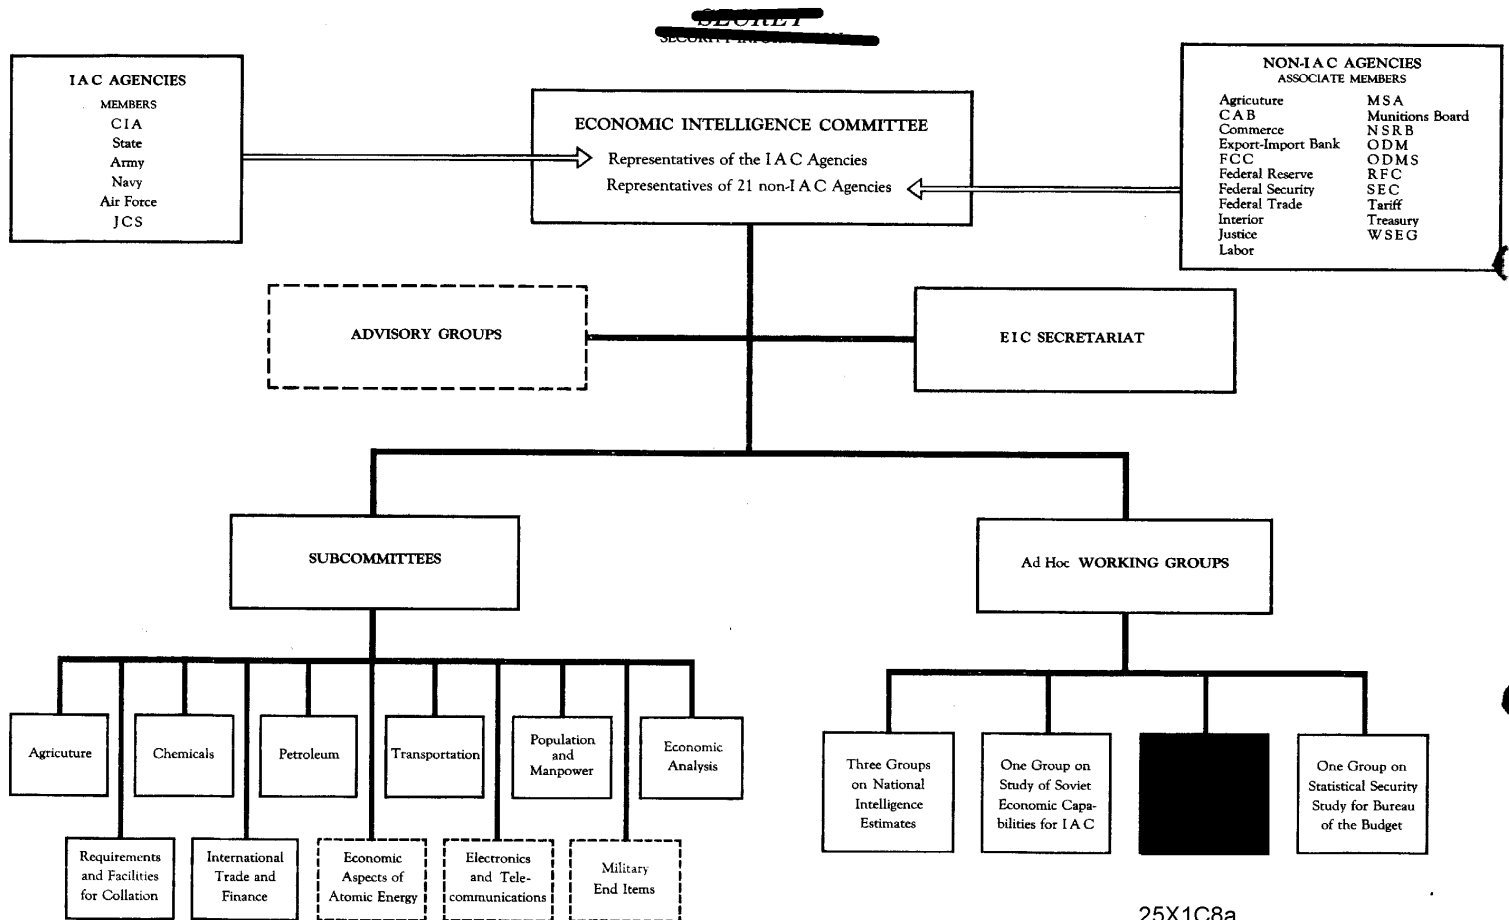 SECRET
IAC AGENCIES
MEMBERS
CIA
State
Army
Navy
Air Force
JCS
ECONOMIC INTELLIGENCE COMMITTEE
Representatives of the IAC Agencies
Representatives of 21 non-IAC Agencies
NON-IAC AGENCIES
ASSOCIATE MEMBERS
Agricuture
CAB
Commerce
Export-Import Bank
FCC
Federal Reserve
Federal Security
Federal Trade
Interior
Justice
Labor
MSA
Munitions Board
NSRB
ODM
ODMS
RFC
SEC
Tariff
Treasury
WSEG
ADVISORY GROUPS
EIC SECRETARIAT
SUBCOMMITTEES
Ad Hoc WORKING GROUPS
Agricuture
Chemicals
Petroleum
Transportation
Population
and
Manpower
Economic
Analysis
Requirements
and Facilities
for Collation
International
Trade and
Finance
Economic
Aspects of
Atomic Energy
Electronics
and Tele-
communications
Military
End Items
Three Groups
on National
Intelligence
Estimates
One Group on
Study of Soviet
Economic Capa-
bilities for IAC
One Group on
Statistical Security
Study for Bureau
of the Budget
25X1C8a